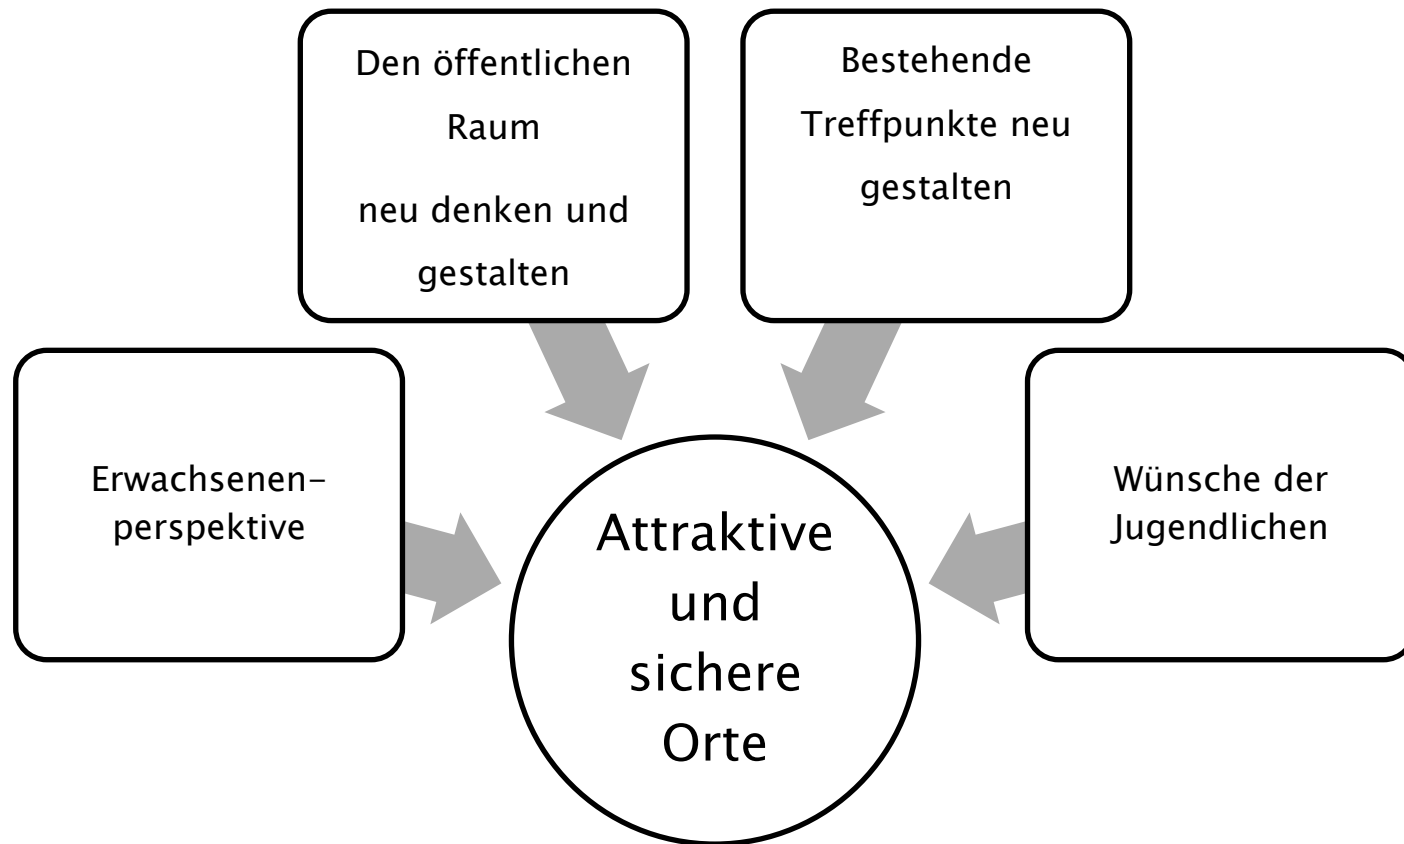 Den öffentlichen
Raum
neu denken und
gestalten
Bestehende
Treffpunkte neu
gestalten
Erwachsenen-
perspektive
Wünsche der
Jugendlichen
Attraktive
und
sichere
Orte